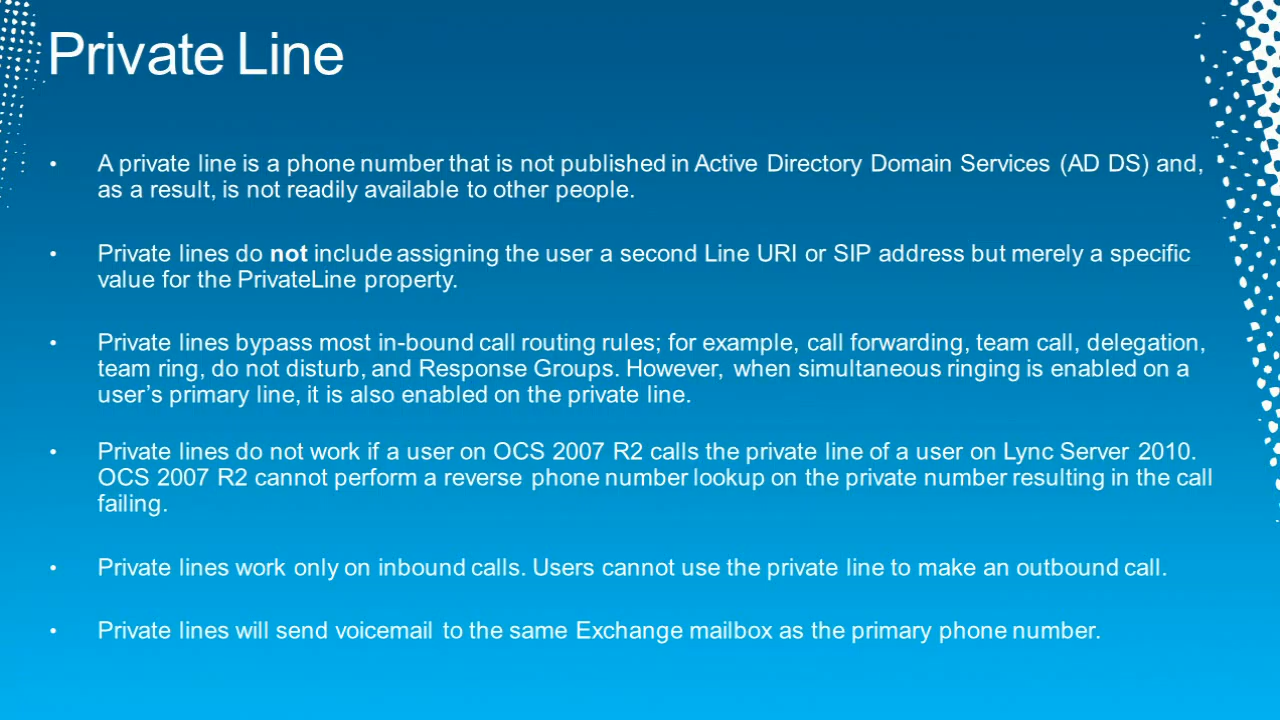 Private Line
• A private line is a phone number that is not published in Active Directory Domain Services (AD DS) and,
as a result, is not readily available to other people.
• Private lines do not include assigning the user a second Line URI or SIP address but merely a specific
value for the PrivateLine property.
• Private lines bypass most in-bound call routing rules; for example, call forwarding, team call, delegation,
team ring, do not disturb, and Response Groups. However, when simultaneous ringing is enabled on a
user’s primary line, it is also enabled on the private line.
• Private lines do not work if a user on OCS 2007 R2 calls the private line of a user on Lync Server 2010.
OCS 2007 R2 cannot perform a reverse phone number lookup on the private number resulting in the call
failing.
• Private lines work only on inbound calls. Users cannot use the private line to make an outbound call.
• Private lines will send voicemail to the same Exchange mailbox as the primary phone number.